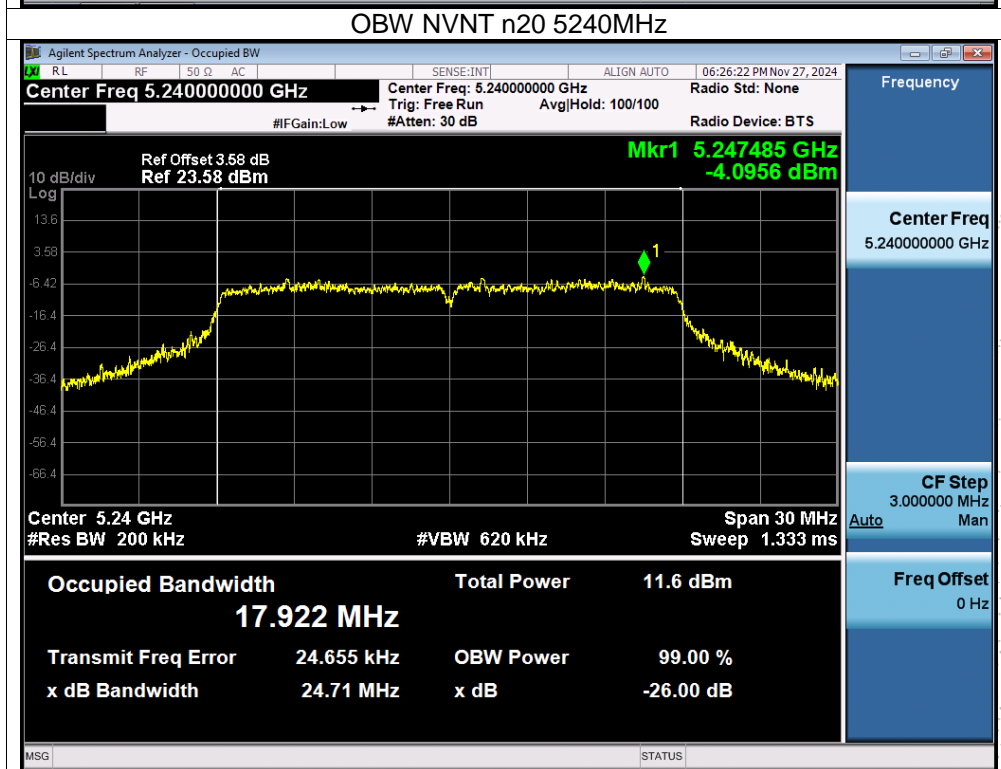 OBW NVNT n20 5240MHz
Agilent Spectrum Analyzer - Occupied BW
LXI RL RF 50 Ω AC SENSE:INT ALIGN AUTO 06:26:22 PM Nov 27, 2024
Center Freq 5.240000000 GHz
Center Freq: 5.240000000 GHz
Radio Std: None
Trig: Free Run Avg|Hold: 100/100
#IFGain:Low #Atten: 30 dB Radio Device: BTS
Frequency
Mkr1 5.247485 GHz
-4.0956 dBm
Ref Offset 3.58 dB
10 dB/div Ref 23.58 dBm
Log
13.6
3.58
-6.42
-16.4
-26.4
-36.4
-46.4
-56.4
-66.4
1
Center 5.24 GHz Span 30 MHz
#Res BW 200 kHz #VBW 620 kHz Sweep 1.333 ms
Center Freq
5.240000000 GHz
CF Step
3.000000 MHz
Auto Man
Freq Offset
0 Hz
Occupied Bandwidth Total Power 11.6 dBm
17.922 MHz
Transmit Freq Error 24.655 kHz OBW Power 99.00 %
x dB Bandwidth 24.71 MHz x dB -26.00 dB
MSG STATUS